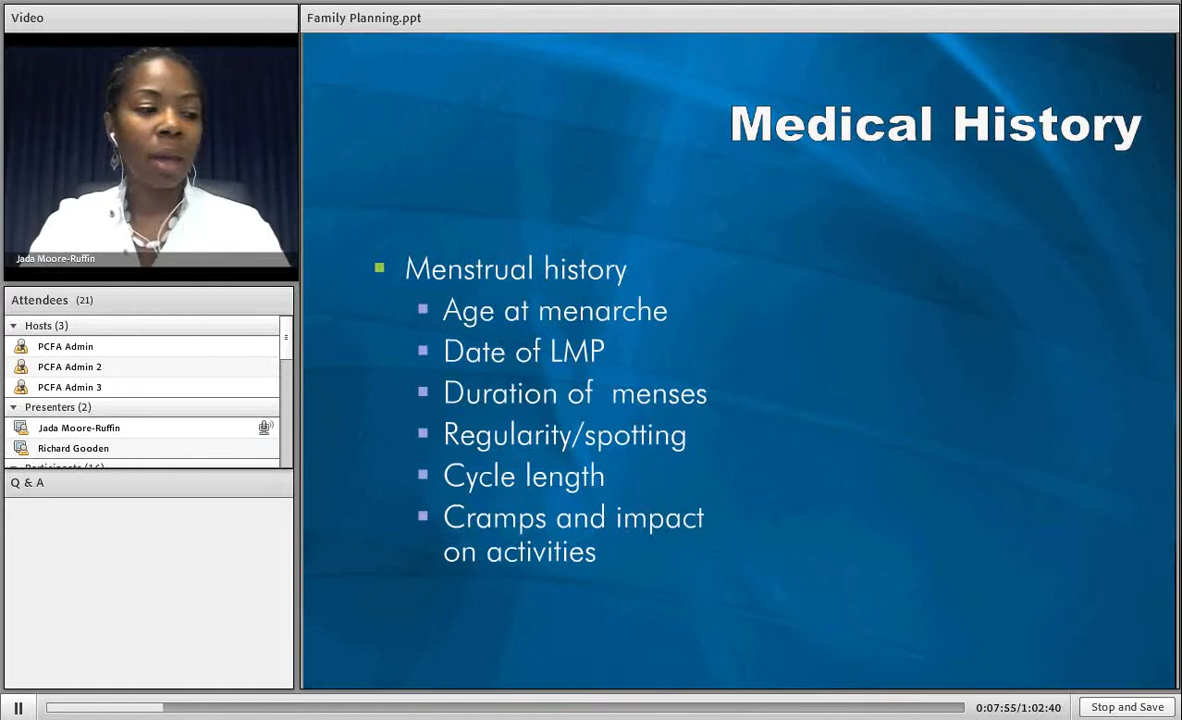 Video
Jada Moore-Ruffin
Attendees (21)
Hosts (3)
PCFA Admin
PCFA Admin 2
PCFA Admin 3
Presenters (2)
Jada Moore-Ruffin
Richard Gooden
Participants (16)
Q & A
Family Planning.ppt
Medical History
Menstrual history
Age at menarche
Date of LMP
Duration of menses
Regularity/spotting
Cycle length
Cramps and impact
on activities
0:07:55/1:02:40
Stop and Save